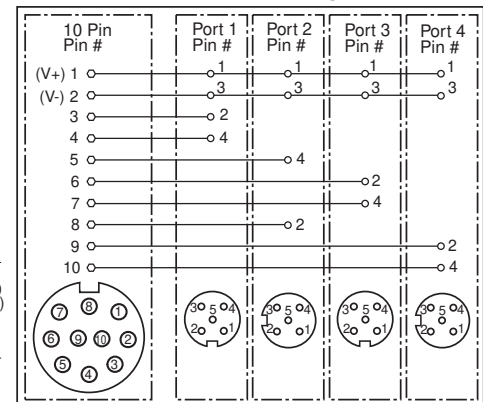 10 Pin Port 1 Port 2 Port 3 Port 4
Pin # Pin # Pin # Pin # Pin #
(V+) 1 1 1 1 1
(V-) 2 3 3 3 3
3 2
4 4
5 4
6 2
7 4
8 2
9 2
10 4
7 8 1
6 9 10 2
5 4 3
3 5 4 3 5 4 3 5 4 3 5 4
2 1 2 1 2 1 2 1